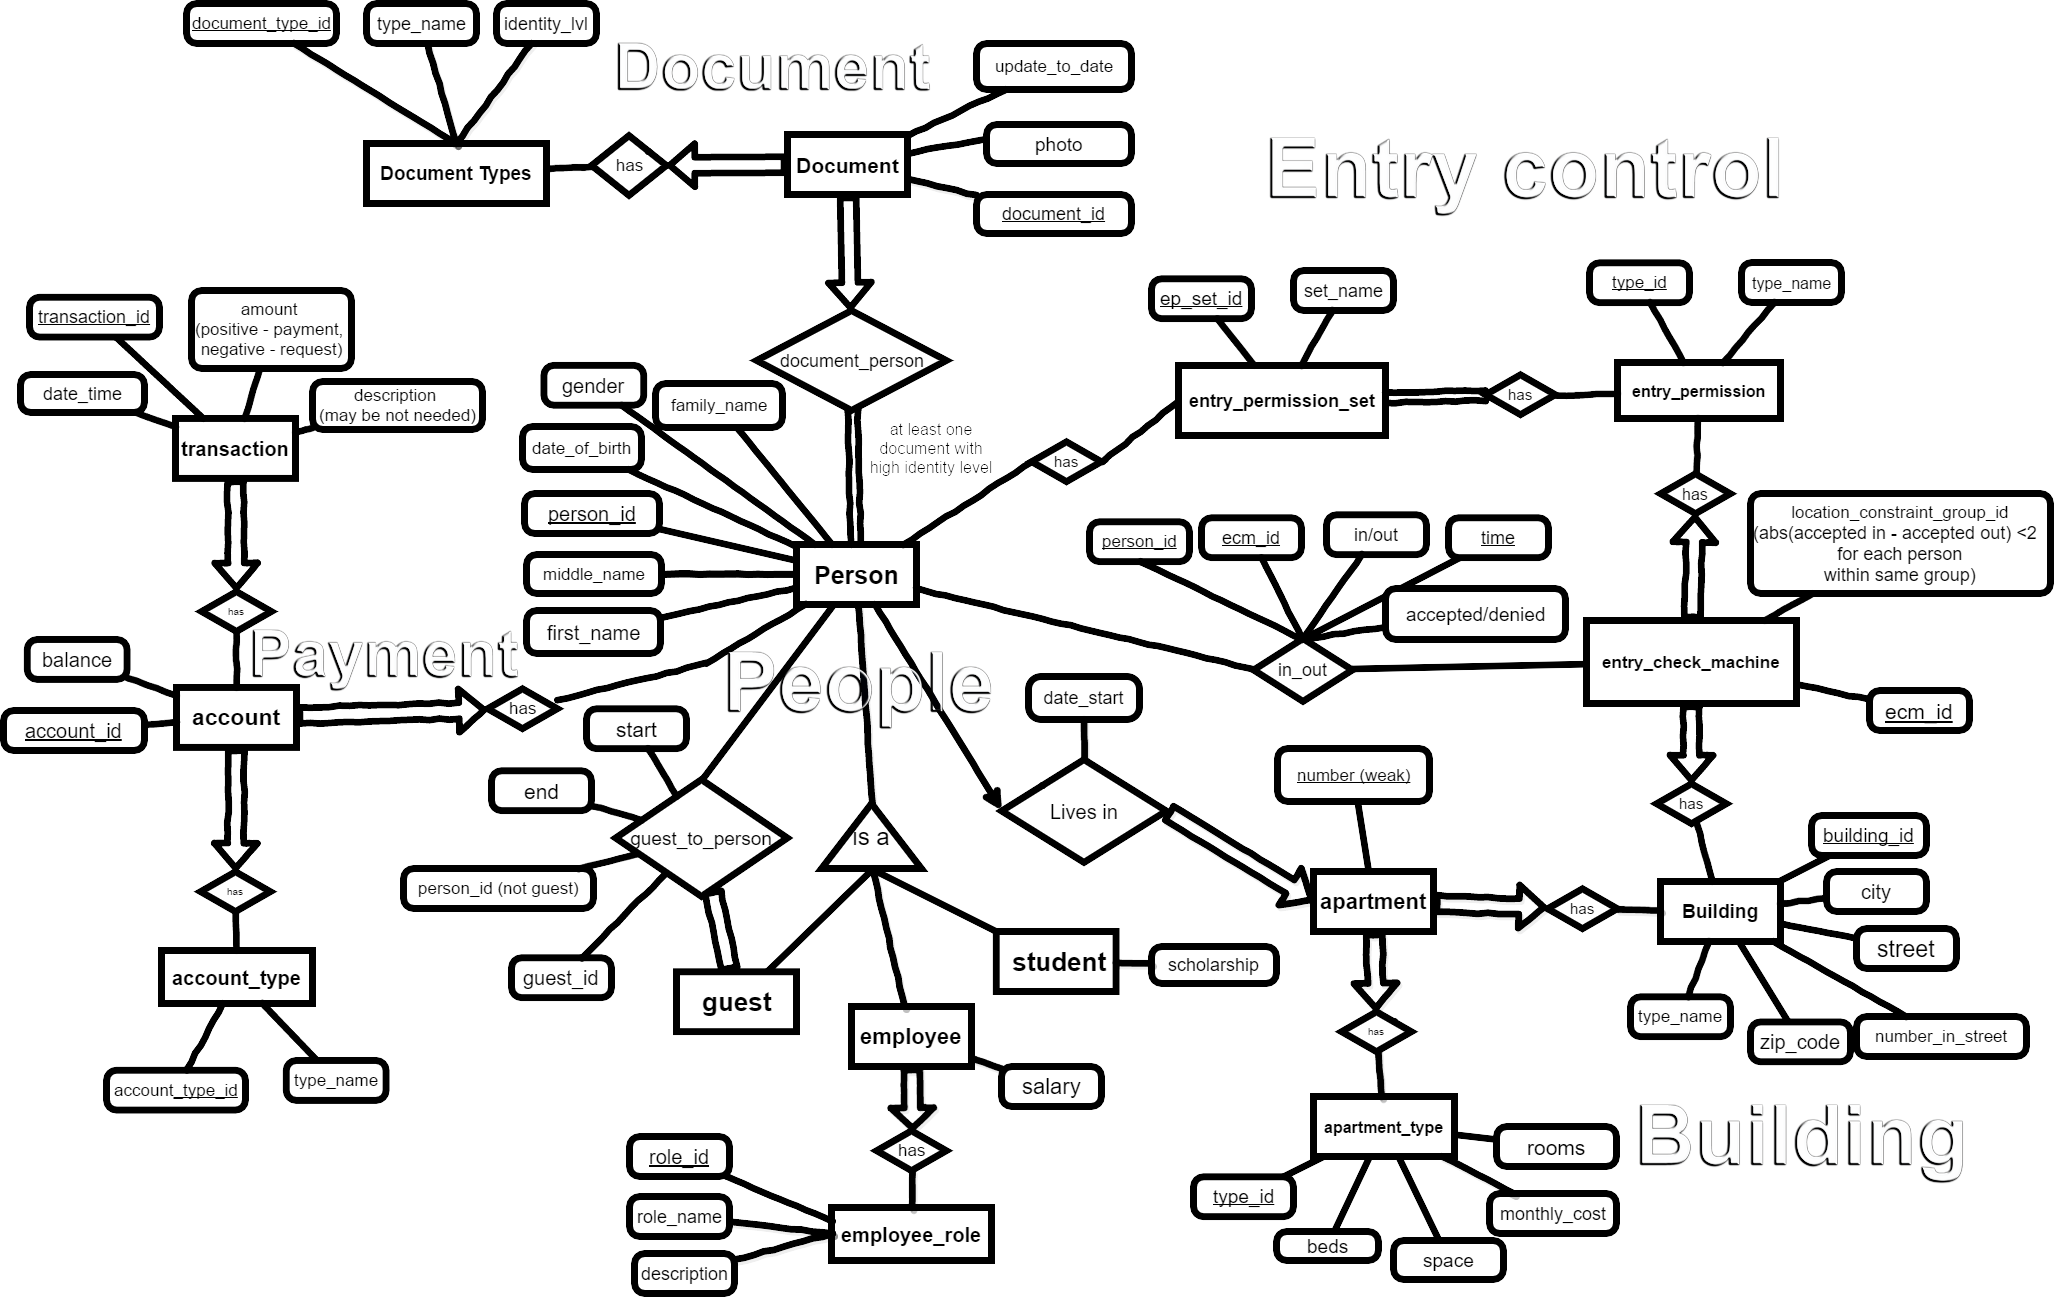 document_type_id
type_name
identity_lvl
Document
update_to_date
photo
document_id
Document Types
has
Document
Entry control
document_person
at least one
document with
high identity level
transaction_id
amount
(positive - payment,
negative - request)
date_time
description
(may be not needed)
transaction
has
gender
family_name
date_of_birth
person_id
middle_name
first_name
Person
ep_set_id
set_name
type_id
type_name
entry_permission_set
has
entry_permission
has
has
person_id
ecm_id
in/out
time
accepted/denied
in_out
location_constraint_group_id
(abs(accepted in - accepted out) <2
for each person
within same group)
entry_check_machine
ecm_id
has
Payment
balance
account_id
account
has
has
account_type
account_type_id
type_name
People
start
end
guest_to_person
person_id (not guest)
guest_id
guest
is a
employee
salary
student
scholarship
has
role_id
role_name
description
employee_role
date_start
Lives in
number (weak)
apartment
has
Building
building_id
city
street
type_name
zip_code
number_in_street
has
apartment_type
type_id
beds
space
monthly_cost
rooms
Building